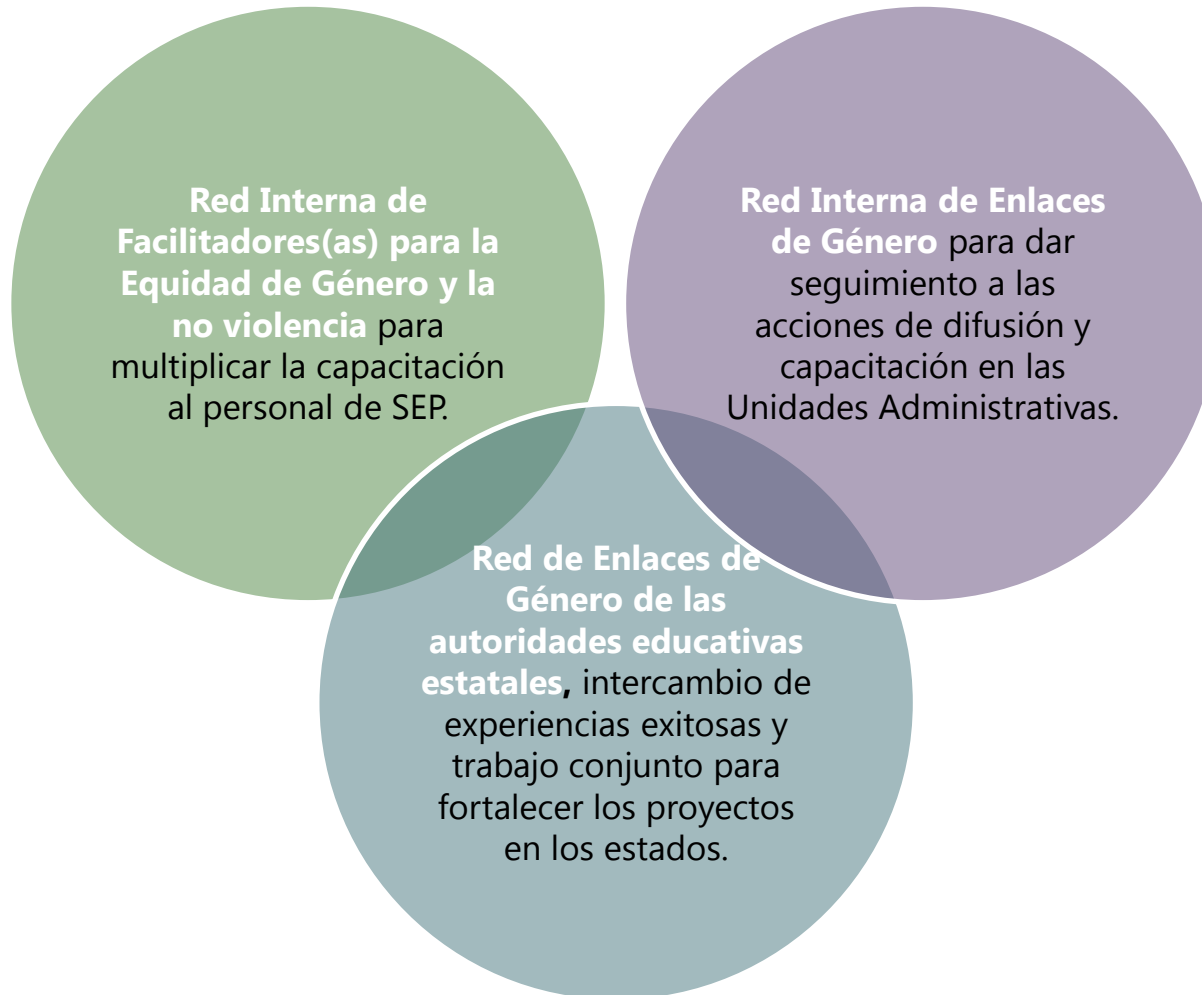 Red Interna de
Facilitadores(as) para la
Equidad de Género y la
no violencia para
multiplicar la capacitación
al personal de SEP.
Red Interna de Enlaces
de Género para dar
seguimiento a las
acciones de difusión y
capacitación en las
Unidades Administrativas.
Red de Enlaces de
Género de las
autoridades educativas
estatales, intercambio de
experiencias exitosas y
trabajo conjunto para
fortalecer los proyectos
en los estados.